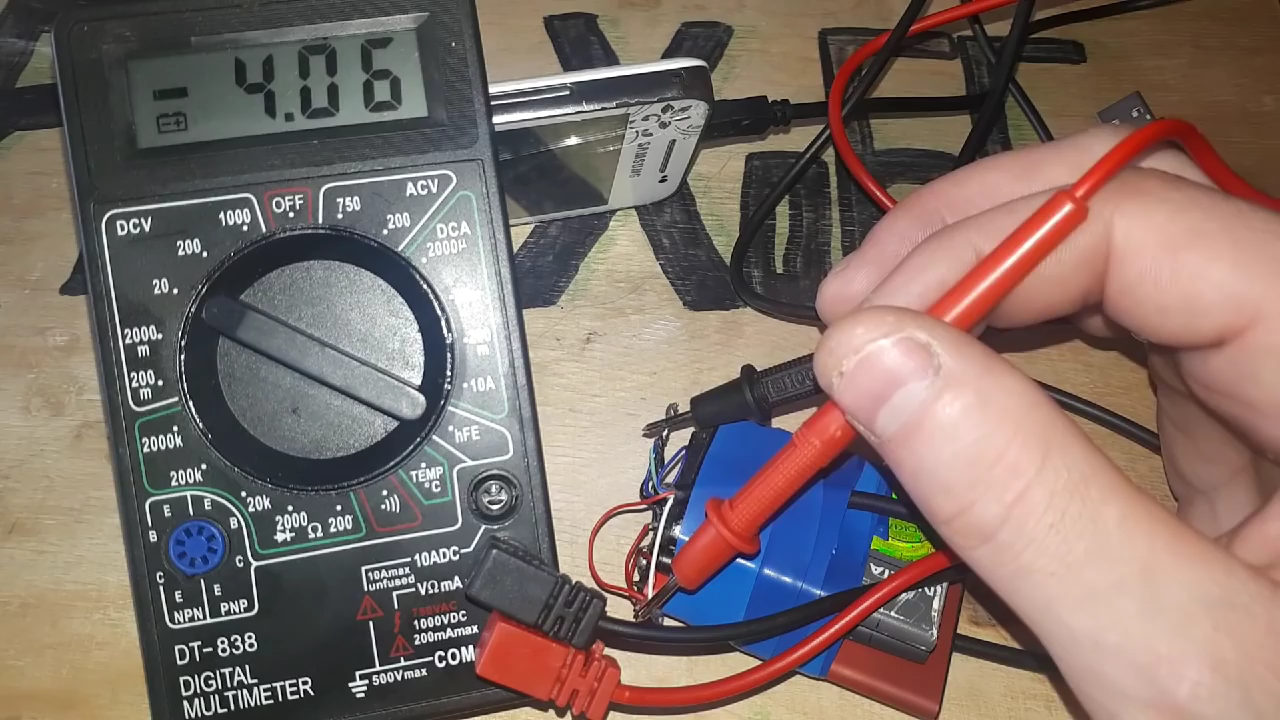 - 4.06
DCV
1000
OFF
750
ACV
200
200
DCA
2000µ
20
2000
m
m
200
m
10A
hFE
2000k
TEMP
°C
200k
20k
2000
Ω
200
E
E
E
B
B
C
C
E
E
NPN
PNP
10ADC
10Amax
unfused
VΩmA
750VAC
1000VDC
200mAmax
COM
500Vmax
DT-838
DIGITAL
MULTIMETER
SAMSUNG